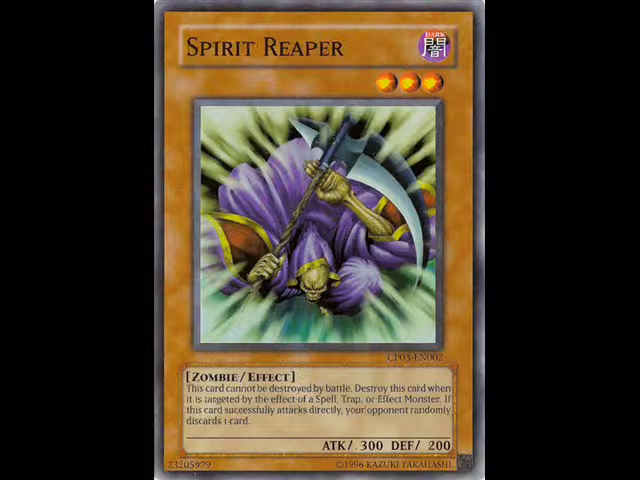 SPIRIT REAPER
DARK
闇
CP03-EN002
[ZOMBIE/EFFECT]
This card cannot be destroyed by battle. Destroy this card when
it is targeted by the effect of a Spell, Trap, or Effect Monster. If
this card successfully attacks directly, your opponent randomly
discards 1 card.
ATK/ 300 DEF/ 200
23205979
©1996 KAZUKI TAKAHASHI